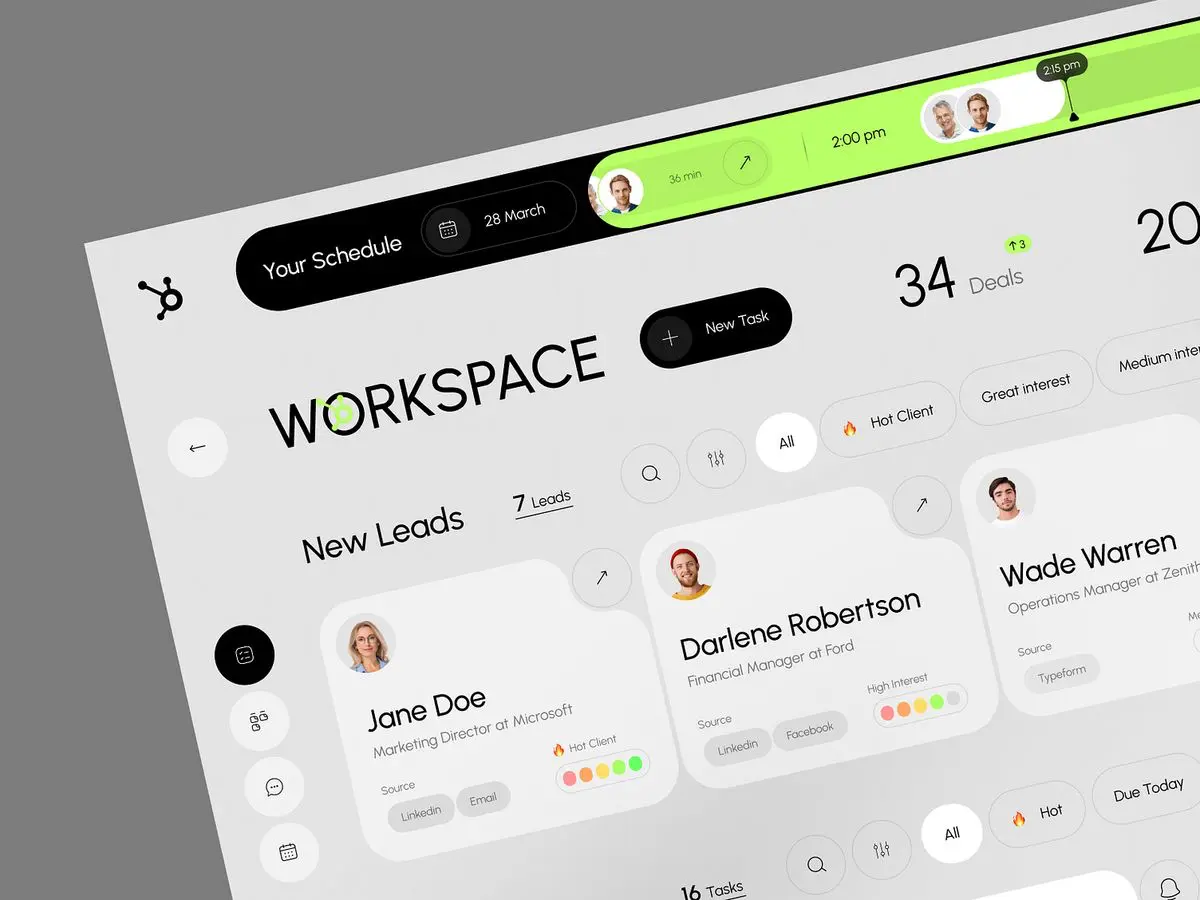 2:15 pm
2:00 pm
36 min
28 March
Your Schedule
20
3
34 Deals
New Task
WORKSPACE
Medium
Great interest
Hot Client
All
7 Leads
New Leads
Wade Warren
Operations Manager at Zenith
Source
Typeform
Darlene Robertson
Financial Manager at Ford
High Interest
Source
Linkedin
Facebook
Jane Doe
Marketing Director at Microsoft
Hot Client
Source
Linkedin
Email
Due Today
Hot
All
16 Tasks